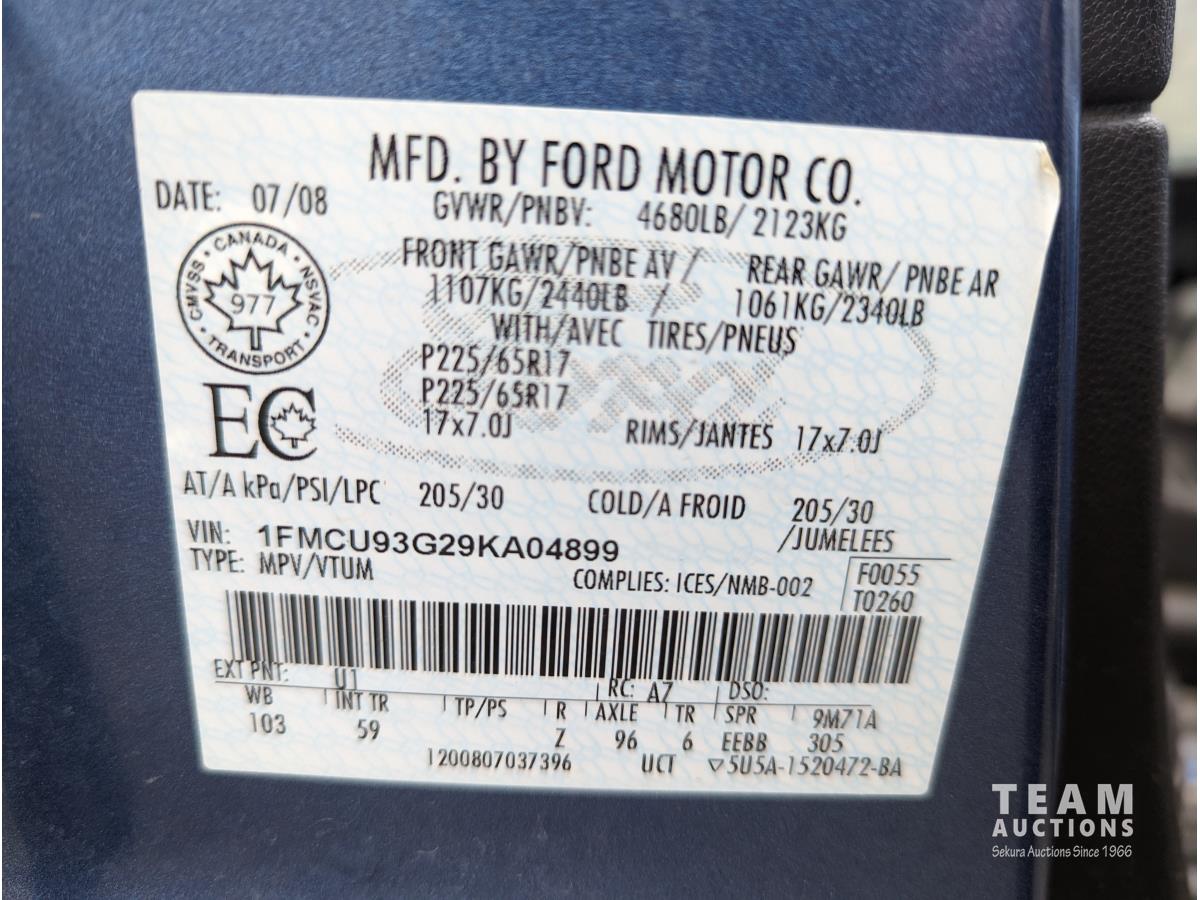 MFD. BY FORD MOTOR CO.
DATE: 07/08 GVWR/PNBV: 4680LB/ 2123KG
FRONT GAWR/PNBE AV / REAR GAWR/ PNBE AR
1107KG/2440LB / 1061KG/2340LB
WITH/AVEC TIRES/PNEUS
P225/65R17
P225/65R17
17x7.0J RIMS/JANTES 17x7.0J
CANADA
CMVSS NSVAC
977
TRANSPORT
EC
AT/A kPa/PSI/LPC 205/30 COLD/A FROID 205/30
VIN: 1FMCU93G29KA04899 /JUMELEES
TYPE: MPV/VTUM COMPLIES: ICES/NMB-002 F0055
T0260
EXT PNT: U1 RC: A7 DSO:
WB INT TR TP/PS R AXLE TR SPR 9M71A
103 59 Z 96 6 EEBB 305
1200807037396 UCT ▽5U5A-1520472-BA
TEAM
AUCTIONS
Sekura Auctions Since 1966